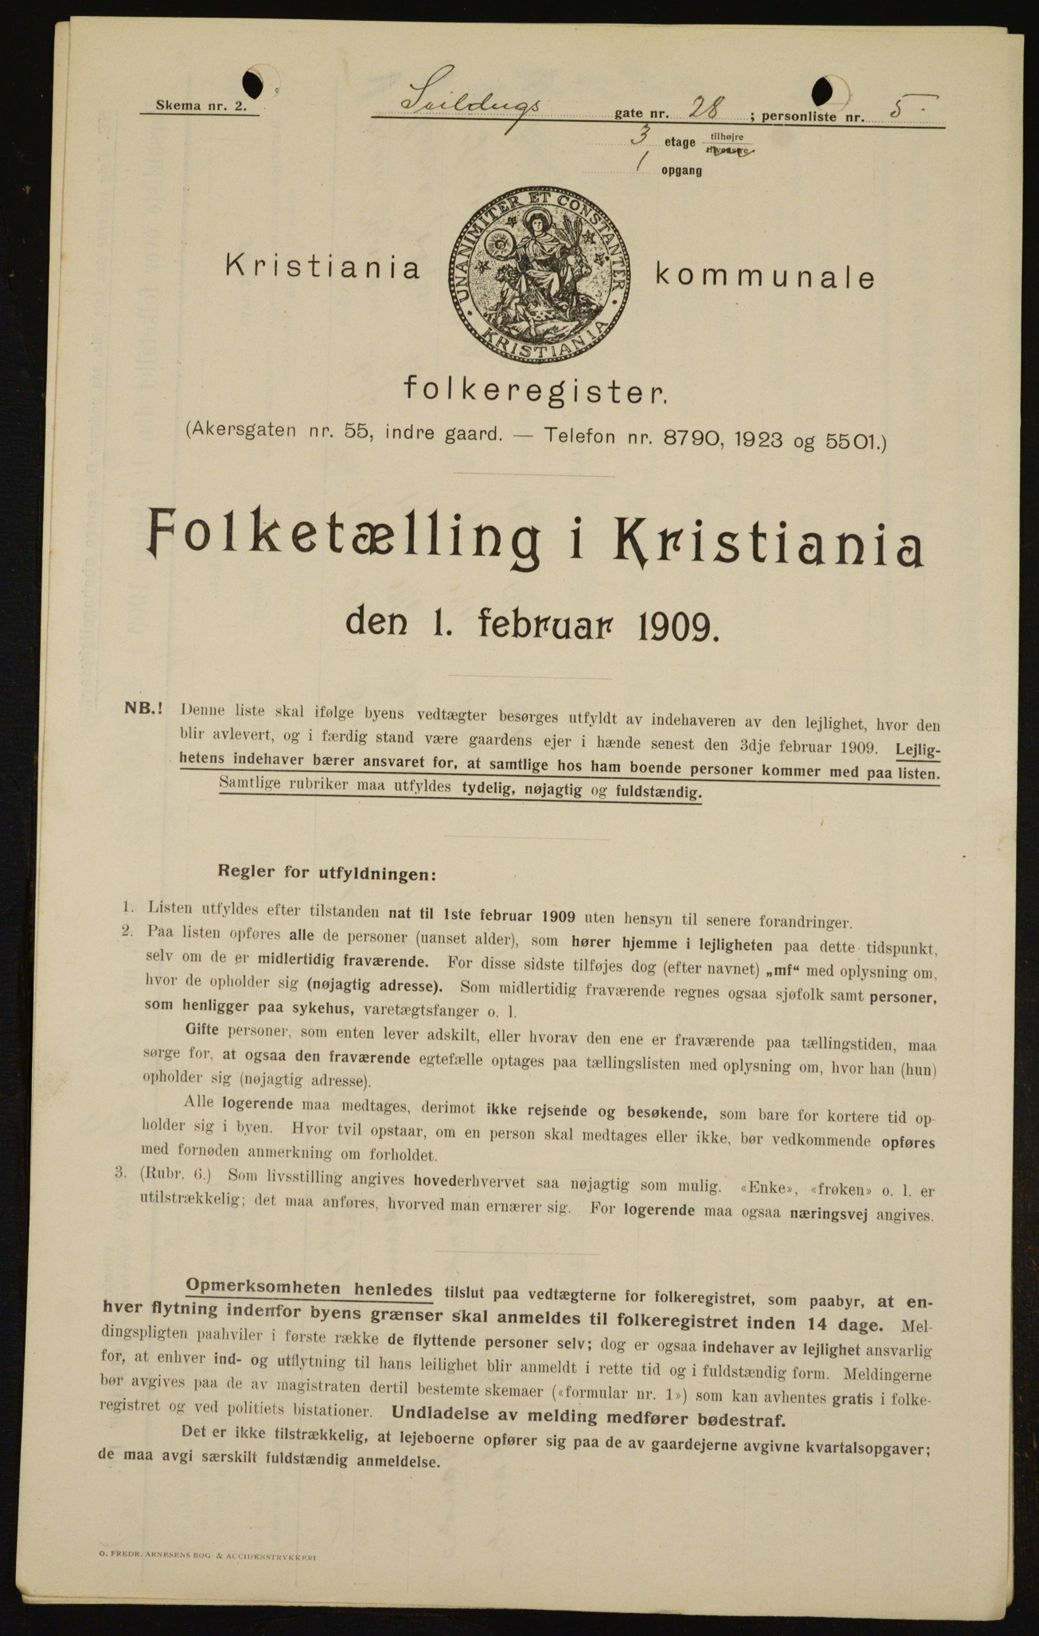 Skema nr. 2.
Seildugs gate nr. 28 ; personliste nr. 5.
3 etage tilhøjre
tilvenstre
1 opgang
UNANIMITER ET CONSTANTER
KRISTIANIA
Kristiania kommunale
folkeregister.
(Akersgaten nr. 55, indre gaard. — Telefon nr. 8790, 1923 og 5501.)
Folketælling i Kristiania
den 1. februar 1909.
NB.! Denne liste skal ifølge byens vedtægter besørges utfyldt av indehaveren av den lejlighet, hvor den
blir avlevert, og i færdig stand være gaardens ejer i hænde senest den 3dje februar 1909. Lejlig-
hetens indehaver bærer ansvaret for, at samtlige hos ham boende personer kommer med paa listen.
Samtlige rubriker maa utfyldes tydelig, nøjagtig og fuldstændig.
Regler for utfyldningen:
1. Listen utfyldes efter tilstanden nat til 1ste februar 1909 uten hensyn til senere forandringer.
2. Paa listen opføres alle de personer (uanset alder), som hører hjemme i lejligheten paa dette tidspunkt,
selv om de er midlertidig fraværende. For disse sidste tilføjes dog (efter navnet) „mf“ med oplysning om,
hvor de opholder sig (nøjagtig adresse). Som midlertidig fraværende regnes ogsaa sjøfolk samt personer,
som henligger paa sykehus, varetægtsfanger o. l.
Gifte personer, som enten lever adskilt, eller hvorav den ene er fraværende paa tællingstiden, maa
sørge for, at ogsaa den fraværende egtefælle optages paa tællingslisten med oplysning om, hvor han (hun)
opholder sig (nøjagtig adresse).
Alle logerende maa medtages, derimot ikke rejsende og besøkende, som bare for kortere tid op-
holder sig i byen. Hvor tvil opstaar, om en person skal medtages eller ikke, bør vedkommende opføres
med fornøden anmerkning om forholdet.
3. (Rubr. 6.) Som livsstilling angives hovederhvervet saa nøjagtig som mulig. «Enke», «frøken» o. l. er
utilstrækkelig; det maa anføres, hvorved man ernærer sig. For logerende maa ogsaa næringsvej angives.
Opmerksomheten henledes tilslut paa vedtægterne for folkeregistret, som paabyr, at en-
hver flytning indenfor byens grænser skal anmeldes til folkeregistret inden 14 dage. Mel-
dingspligten paahviler i første række de flyttende personer selv; dog er ogsaa indehaver av lejlighet ansvarlig
for, at enhver ind- og utflytning til hans leilighet blir anmeldt i rette tid og i fuldstændig form. Meldingerne
bør avgives paa de av magistraten dertil bestemte skemaer («formular nr. 1») som kan avhentes gratis i folke-
registret og ved politiets bistationer. Undladelse av melding medfører bødestraf.
Det er ikke tilstrækkelig, at lejeboerne opfører sig paa de av gaardejerne avgivne kvartalsopgaver;
de maa avgi særskilt fuldstændig anmeldelse.
O. FREDR. ARNESENS BOG- & ACCIDENSTRYKKERI